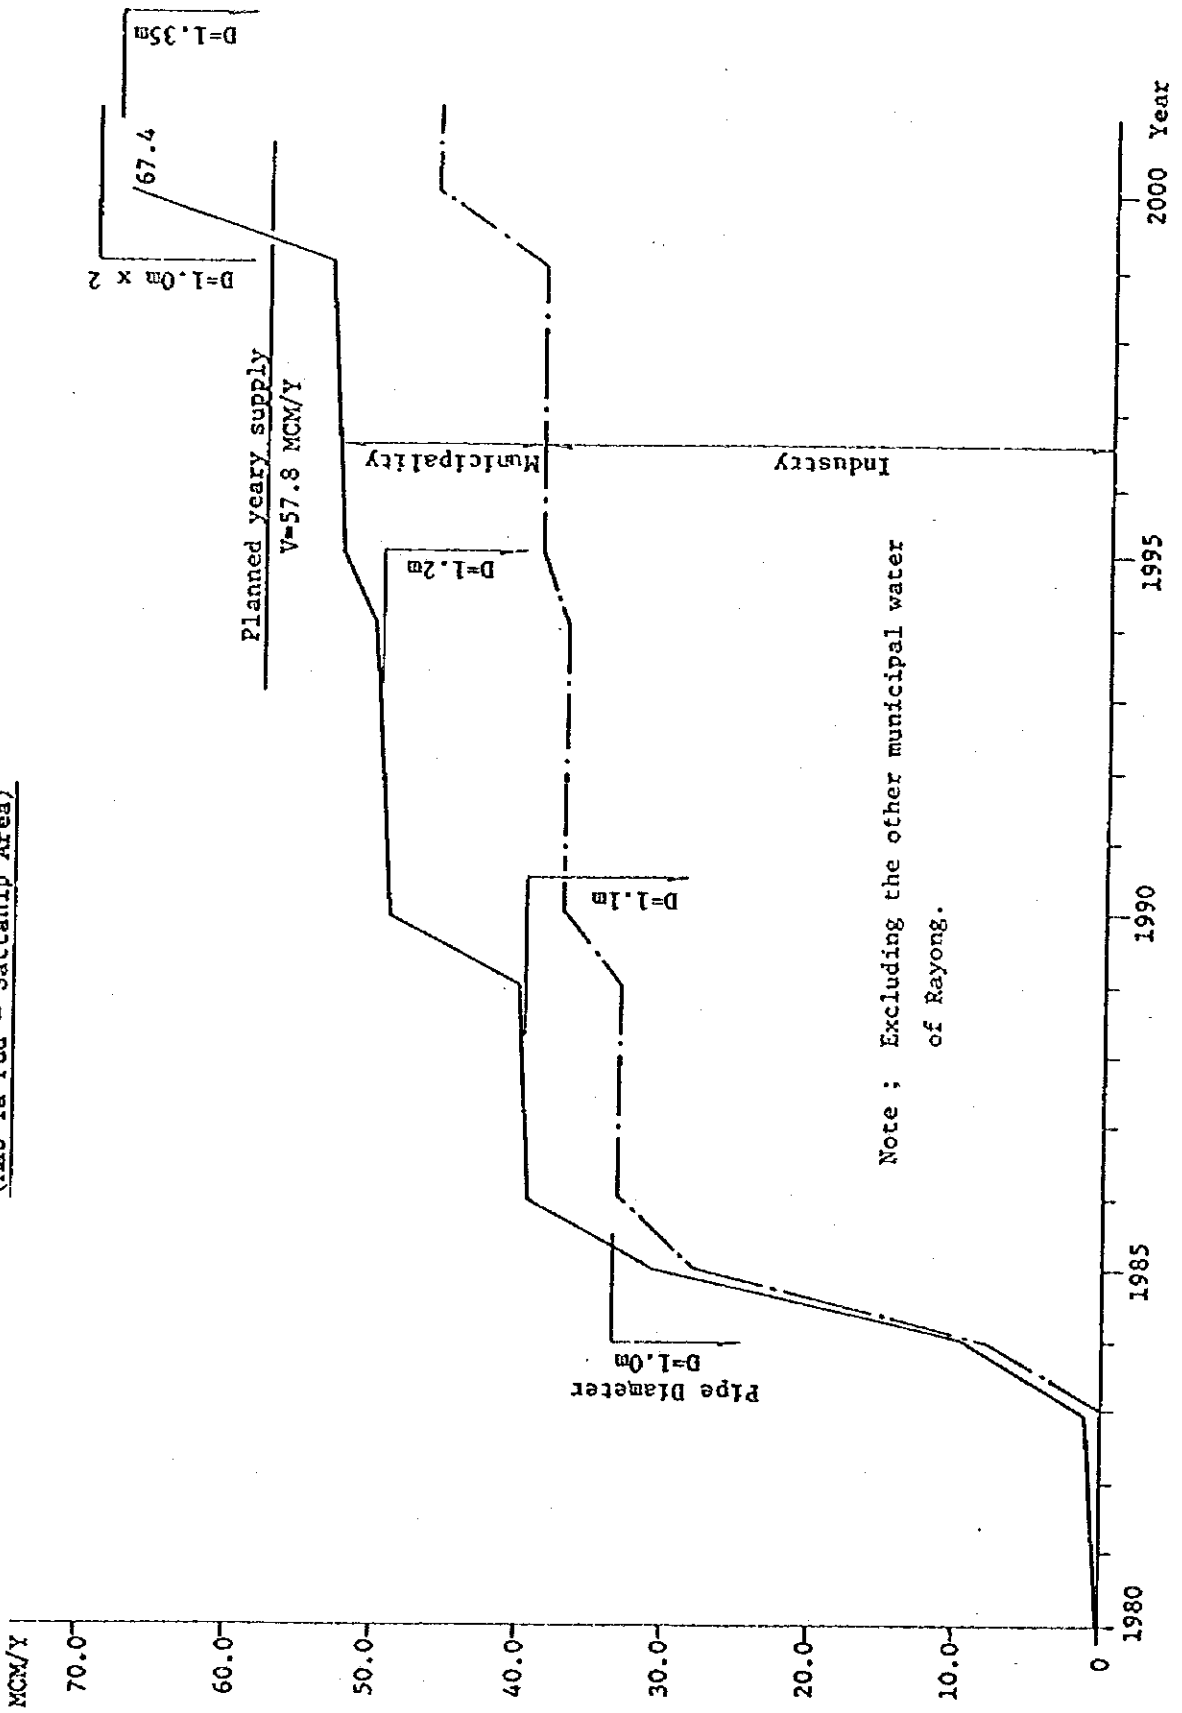 Sattahip Area)
MCM/Y
70.0
60.0
50.0
40.0
30.0
20.0
10.0
0
1980
1985
1990
1995
2000 Year
Pipe Diameter
D=1.0m
D=1.1m
D=1.2m
D=1.0m x 2
D=1.35m
67.4
Planned yeary supply
V=57.8 MCM/Y
Municipality
Industry
Note ; Excluding the other municipal water
of Rayong.